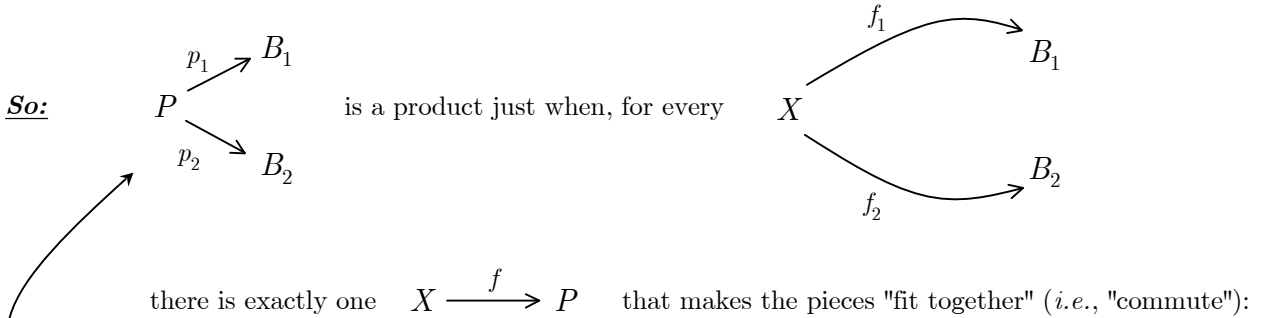 f₁
p₁ B₁ B₁
So: P is a product just when, for every X
p₂ B₂ B₂
f₂
f
there is exactly one X P that makes the pieces "fit together" (i.e., "commute"):